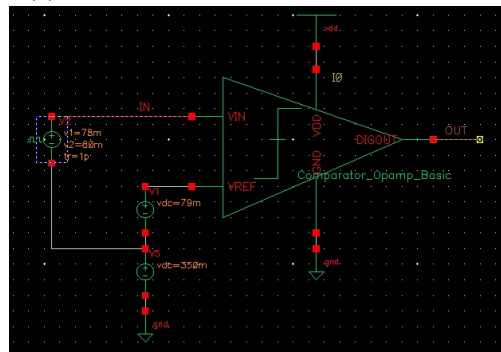 vdd
I0
IN
VIN
v1=78m
v2=80m
tr=1p
VDD
DIGOUT
OUT
GND
Comparator_Opamp_Basic
VREF
V1
vdc=79m
V5
vdc=350m
gnd
gnd